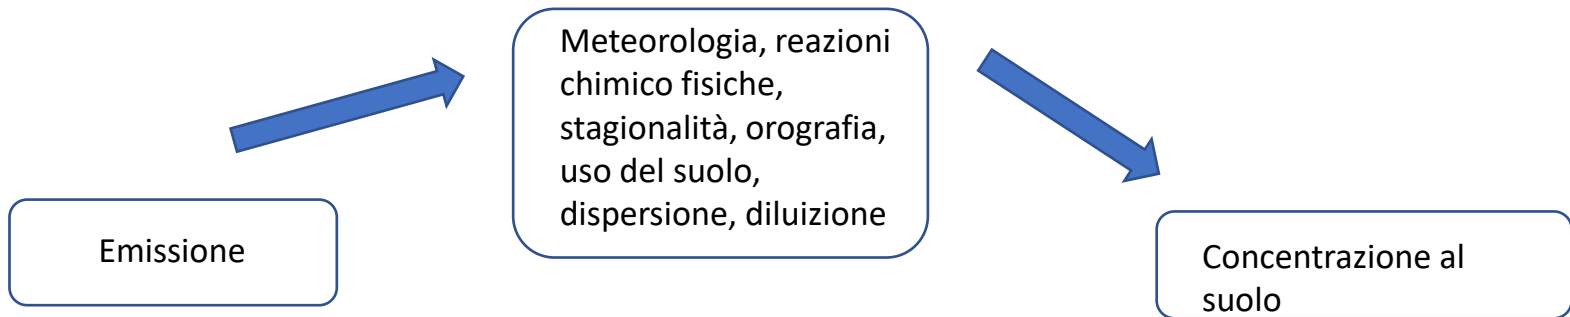 Emissione
Meteorologia, reazioni
chimico fisiche,
stagionalità, orografia,
uso del suolo,
dispersione, diluizione
Concentrazione al
suolo